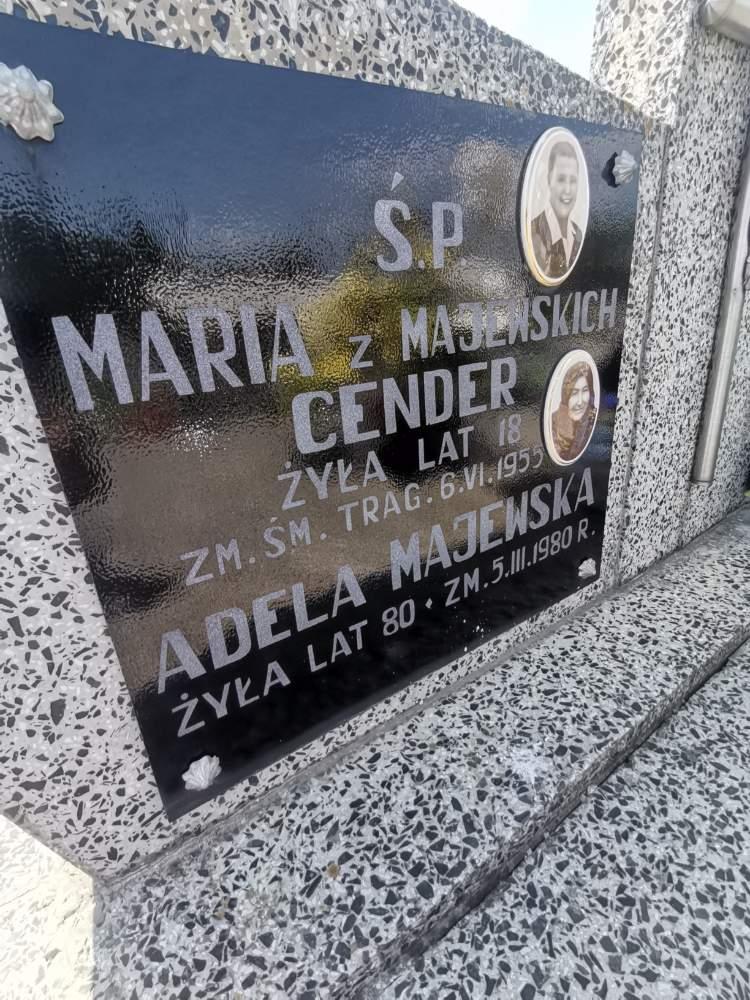 Ś.P.
MARIA z MAJEWSKICH
CENDER
ŻYŁA LAT 18
ZM. ŚM. TRAG. 6.VI.1955
ADELA MAJEWSKA
ŻYŁA LAT 80 • ZM. 5.III.1980 R.